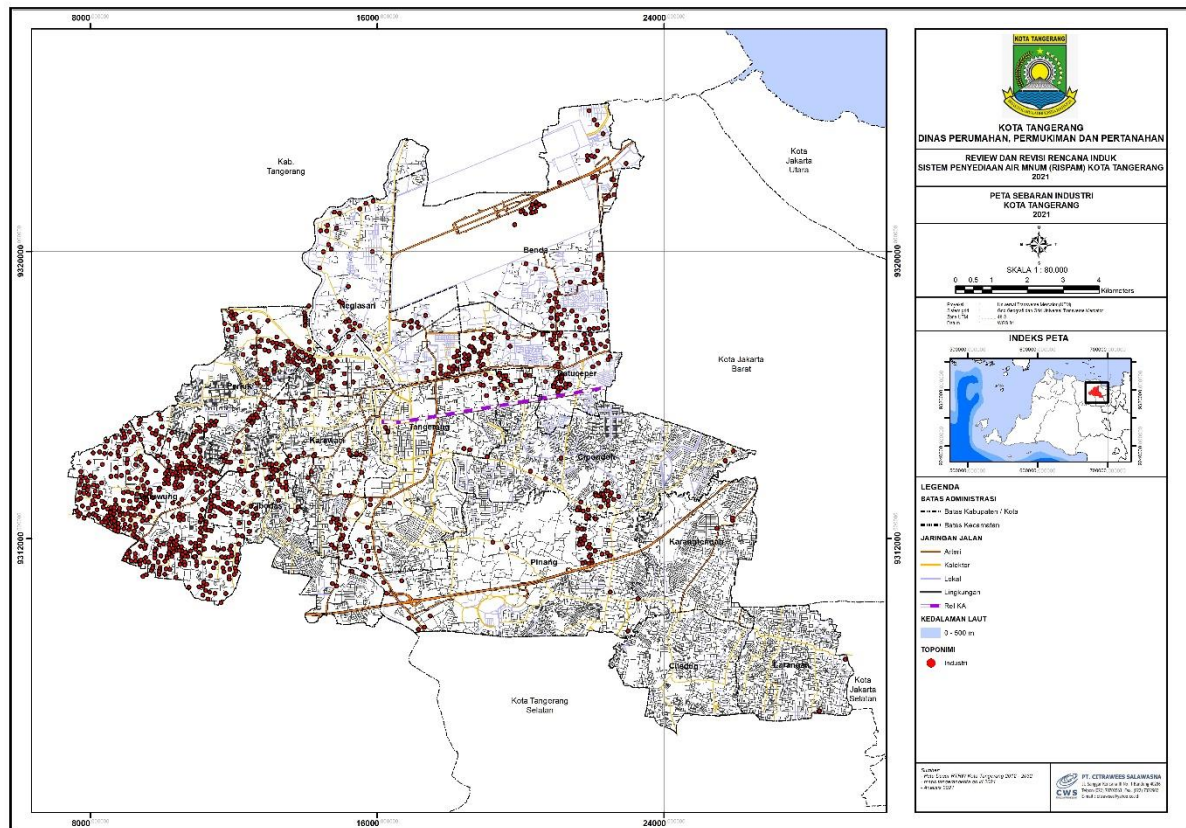 8000
16000
24000
9320000
9320000
9312000
9312000
8000
16000
24000
Kab.
Tangerang
Kota
Jakarta
Utara
Benda
Neglasari
Kota Jakarta
Barat
Batuceper
Periuk
Karawaci
Tangerang
Cipondoh
Jatiuwung
Cibodas
Karangtengah
Pinang
Ciledug
Larangan
Kota Tangerang
Selatan
Kota
Jakarta
Selatan
KOTA TANGERANG
KOTA TANGERANG
DINAS PERUMAHAN, PERMUKIMAN DAN PERTANAHAN
REVIEW DAN REVISI RENCANA INDUK
SISTEM PENYEDIAAN AIR MNUM (RISPAM) KOTA TANGERANG
2021
PETA SEBARAN INDUSTRI
KOTA TANGERANG
2021
SKALA 1 : 80.000
0 0.5 1 2 3 4
Kilometers
INDEKS PETA
LEGENDA
BATAS ADMINISTRASI
Batas Kabupaten / Kota
Batas Kecamatan
JARINGAN JALAN
Arteri
Kolektor
Lokal
Lingkungan
Rel KA
KEDALAMAN LAUT
0 - 500 m
TOPONIMI
Industri
Sumber
CWS
PT. CITRAWEES SALAWASNA